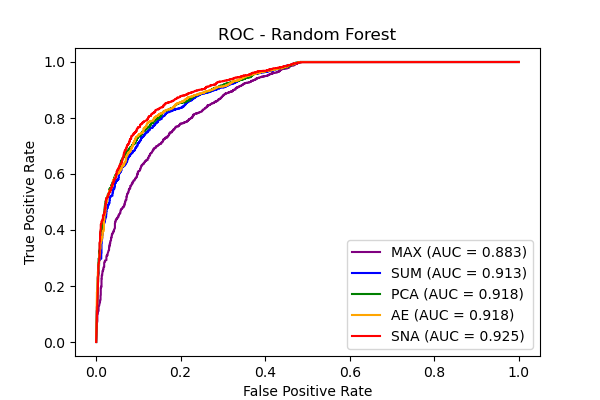 ROC - Random Forest
True Positive Rate
1.0
0.8
0.6
0.4
0.2
0.0
MAX (AUC = 0.883)
SUM (AUC = 0.913)
PCA (AUC = 0.918)
AE (AUC = 0.918)
SNA (AUC = 0.925)
0.0 0.2 0.4 0.6 0.8 1.0
False Positive Rate